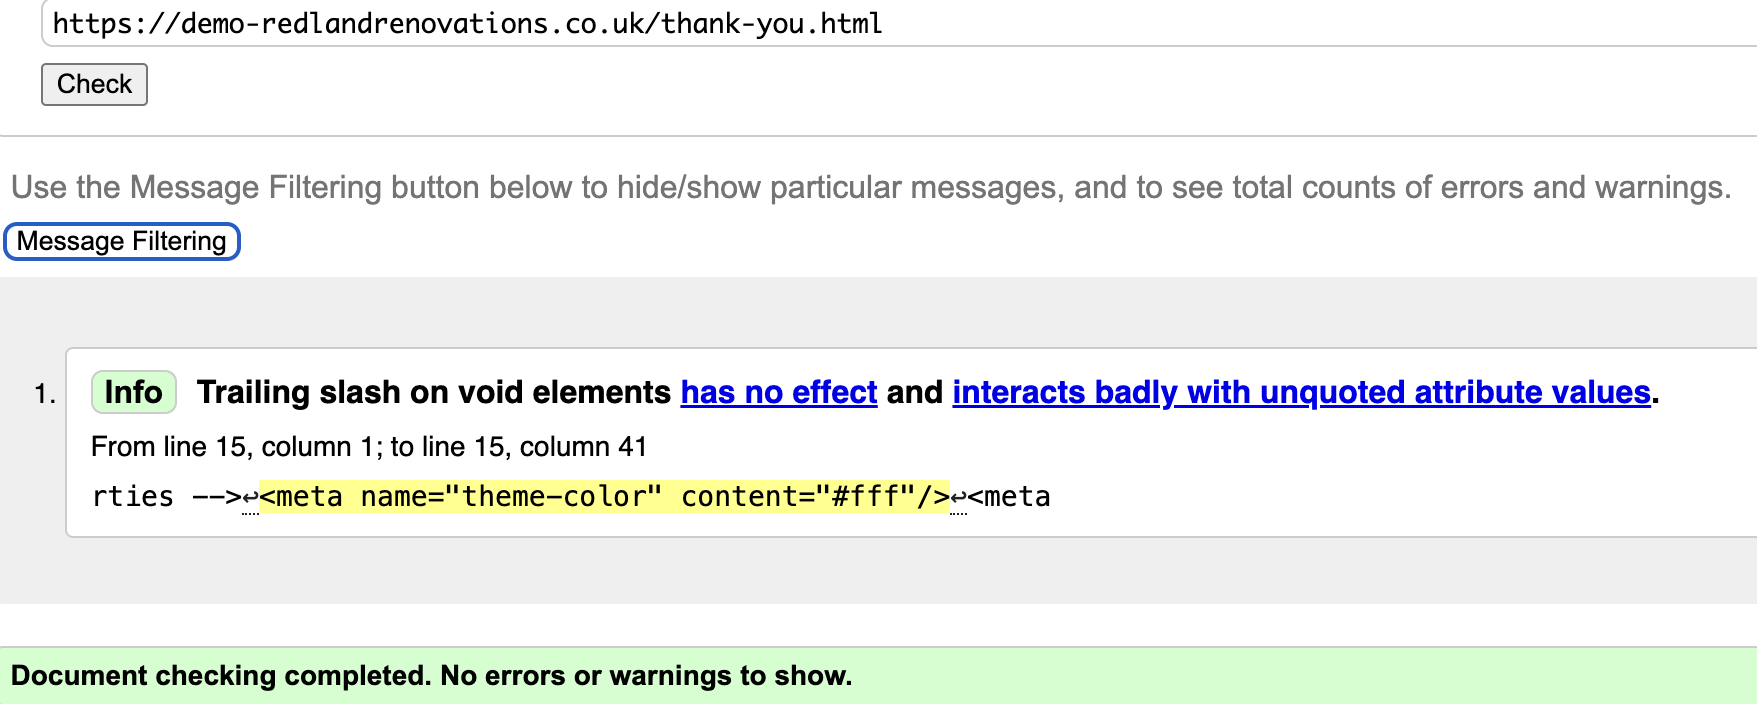 https://demo-redlandrenovations.co.uk/thank-you.html
Check
Use the Message Filtering button below to hide/show particular messages, and to see total counts of errors and warnings.
Message Filtering
1. Info Trailing slash on void elements has no effect and interacts badly with unquoted attribute values.
From line 15, column 1; to line 15, column 41
rties -->↩<meta name="theme-color" content="#fff"/>↩<meta
Document checking completed. No errors or warnings to show.